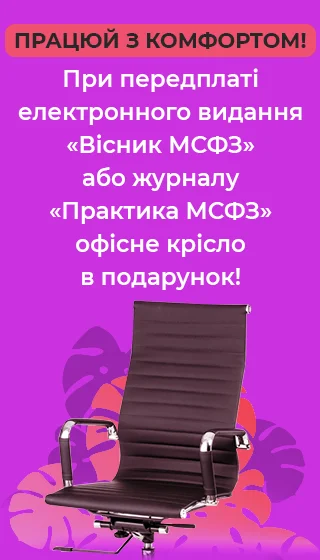 ПРАЦЮЙ З КОМФОРТОМ!
При передплаті
електронного видання
«Вісник МСФЗ»
або журналу
«Практика МСФЗ»
офісне крісло
в подарунок!